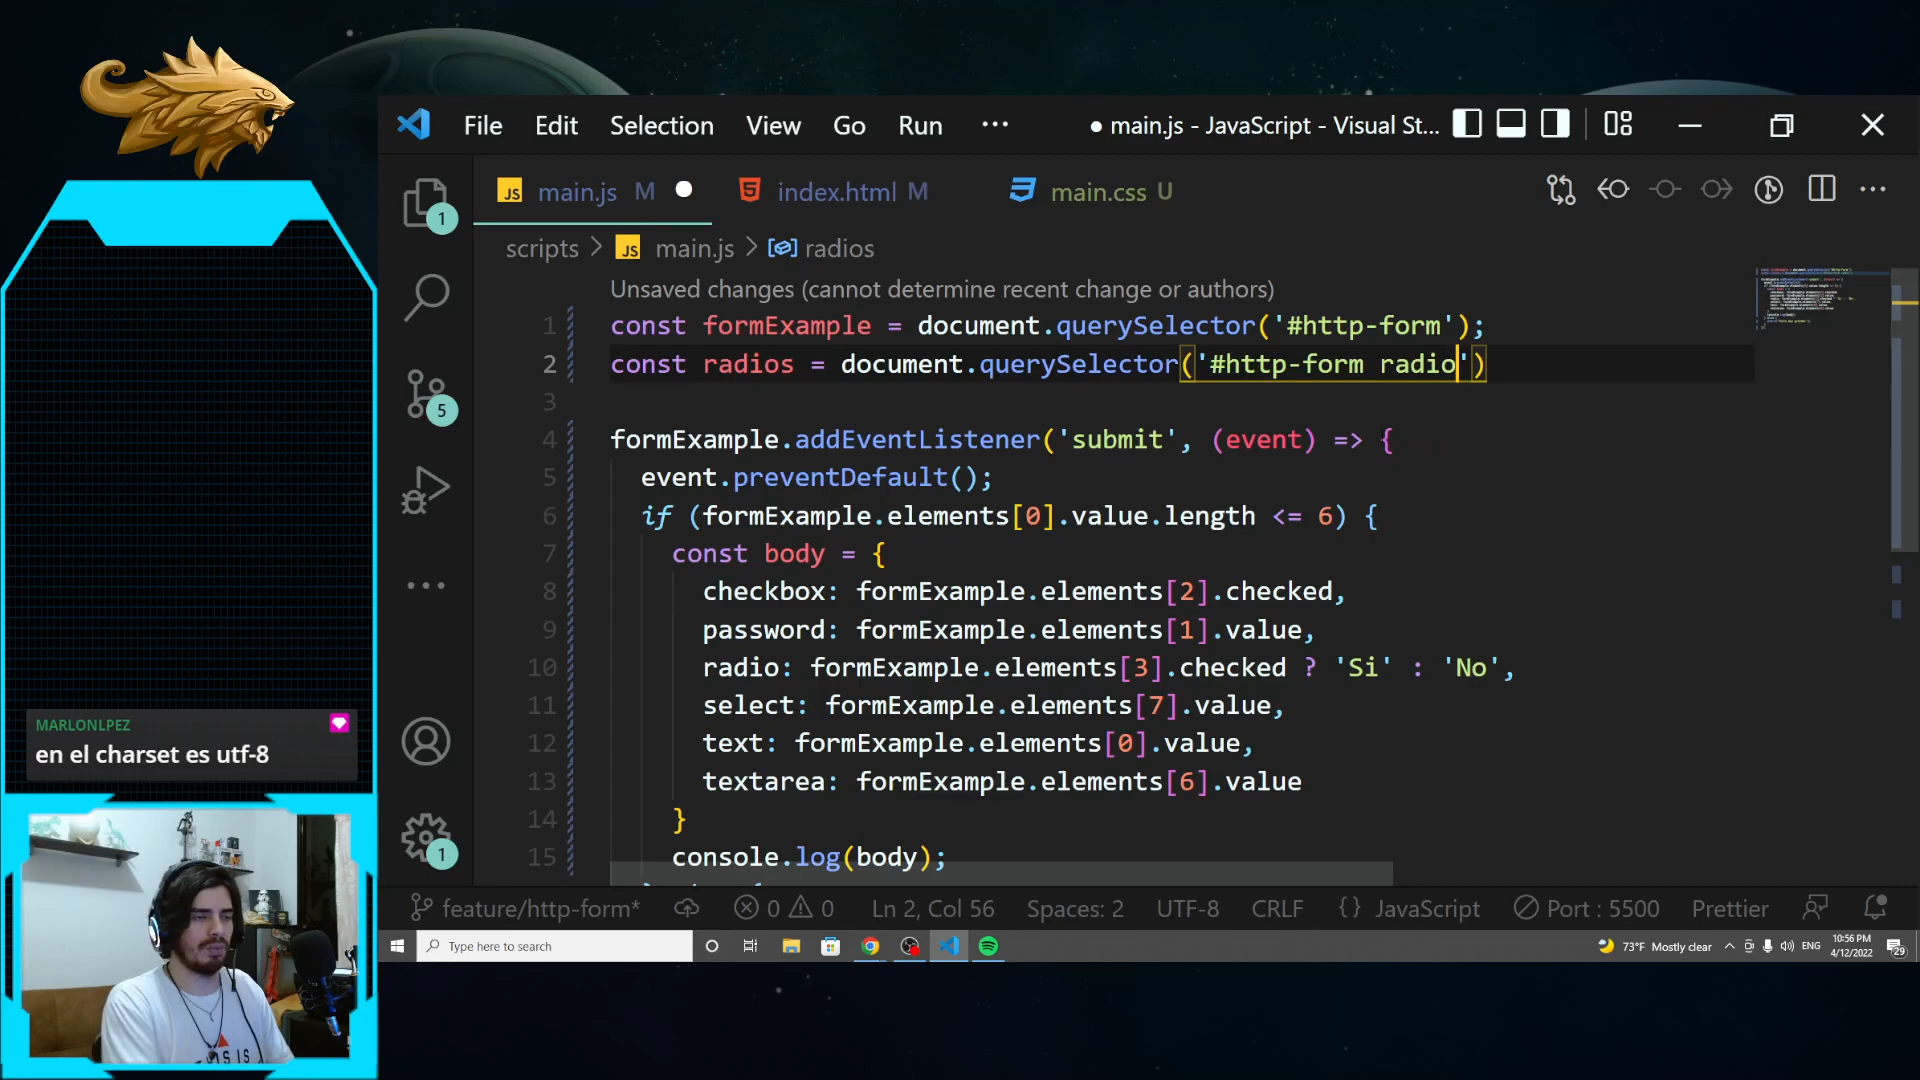 File Edit Selection View Go Run ··· ● main.js - JavaScript - Visual St...
JS main.js M ● index.html M main.css U
1
scripts > JS main.js > radios
Unsaved changes (cannot determine recent change or authors)
1 const formExample = document.querySelector('#http-form');
2 const radios = document.querySelector('#http-form radio')
3
4 formExample.addEventListener('submit', (event) => {
5 event.preventDefault();
6 if (formExample.elements[0].value.length <= 6) {
7 const body = {
8 checkbox: formExample.elements[2].checked,
9 password: formExample.elements[1].value,
10 radio: formExample.elements[3].checked ? 'Si' : 'No',
11 select: formExample.elements[7].value,
12 text: formExample.elements[0].value,
13 textarea: formExample.elements[6].value
14 }
15 console.log(body);
5
1
MARLONLPEZ
en el charset es utf-8
feature/http-form* 0 0 Ln 2, Col 56 Spaces: 2 UTF-8 CRLF {} JavaScript Port : 5500 Prettier
Type here to search
73°F Mostly clear ENG 10:56 PM
4/12/2022
29